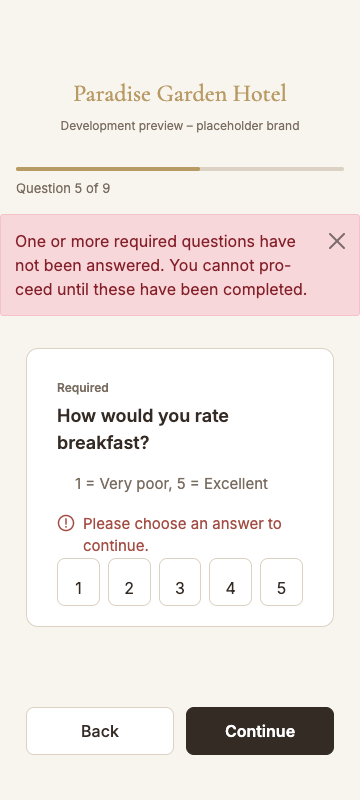 Paradise Garden Hotel
Development preview – placeholder brand
Question 5 of 9
One or more required questions have
not been answered. You cannot pro-
ceed until these have been completed.
Required
How would you rate
breakfast?
1 = Very poor, 5 = Excellent
Please choose an answer to
continue.
1 2 3 4 5
Back Continue